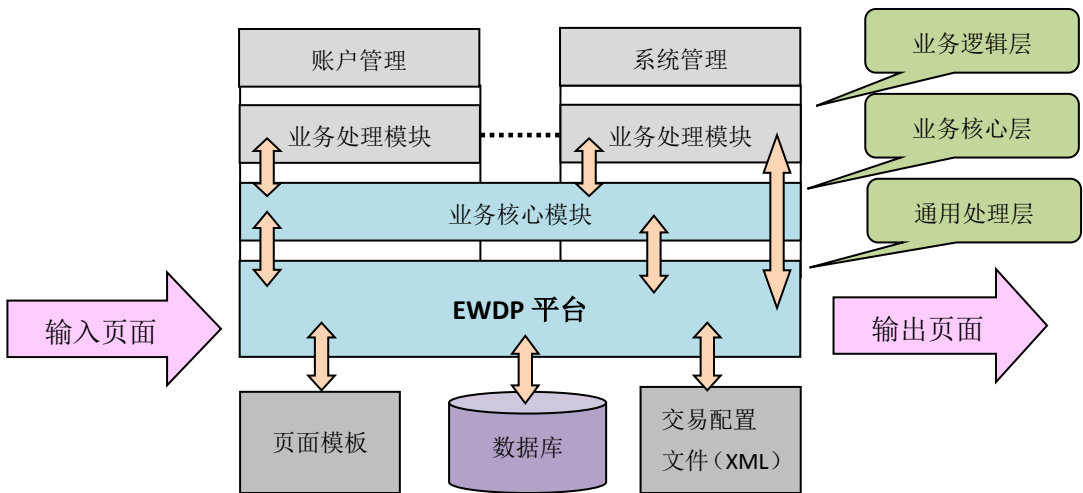 账户管理
系统管理
业务逻辑层
业务处理模块
业务处理模块
业务核心层
业务核心模块
通用处理层
输入页面
EWDP 平台
输出页面
页面模板
数据库
交易配置
文件（XML）